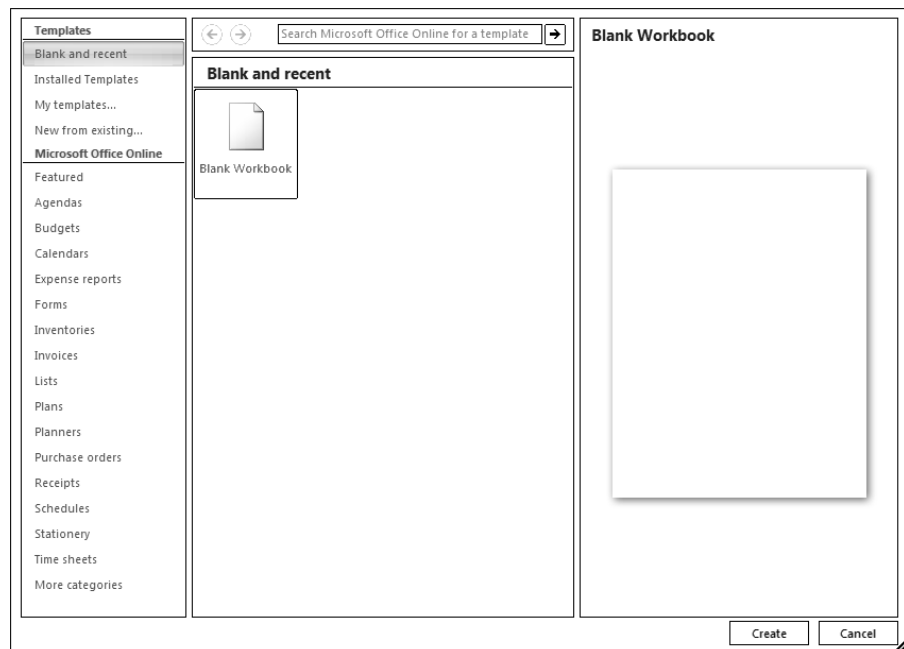 Templates
Blank and recent
Installed Templates
My templates...
New from existing...
Microsoft Office Online
Featured
Agendas
Budgets
Calendars
Expense reports
Forms
Inventories
Invoices
Lists
Plans
Planners
Purchase orders
Receipts
Schedules
Stationery
Time sheets
More categories
Search Microsoft Office Online for a template
Blank and recent
Blank Workbook
Blank Workbook
Create
Cancel